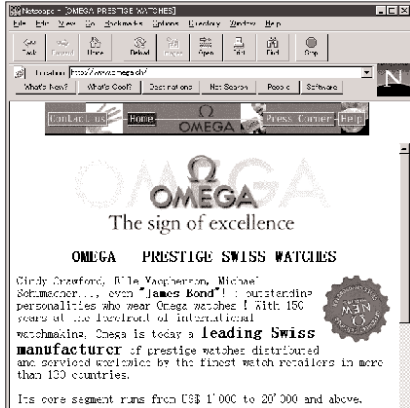 Netscape - [OMEGA PRESTIGE WATCHES]
File Edit View Go Bookmarks Options Directory Window Help
Back Forward Home Reload Images Open Print Find Stop
Location: http://www.omega.ch/
What's New? What's Cool? Destinations Net Search People Software
N
Contact us Home OMEGA Press Corner Help
OMEGA
OMEGA
The sign of excellence
OMEGA PRESTIGE SWISS WATCHES
Cindy Crawford, Elle Macpherson, Michael
Schumacher..., even "James Bond"! : outstanding
personalities who wear Omega watches ! With 150
years at the forefront of international
watchmaking, Omega is today a leading Swiss
manufacturer of prestige watches distributed
and serviced worldwide by the finest watch retailers in more
than 130 countries.
NEW
Its core segment runs from US$ 1'000 to 20'000 and above.